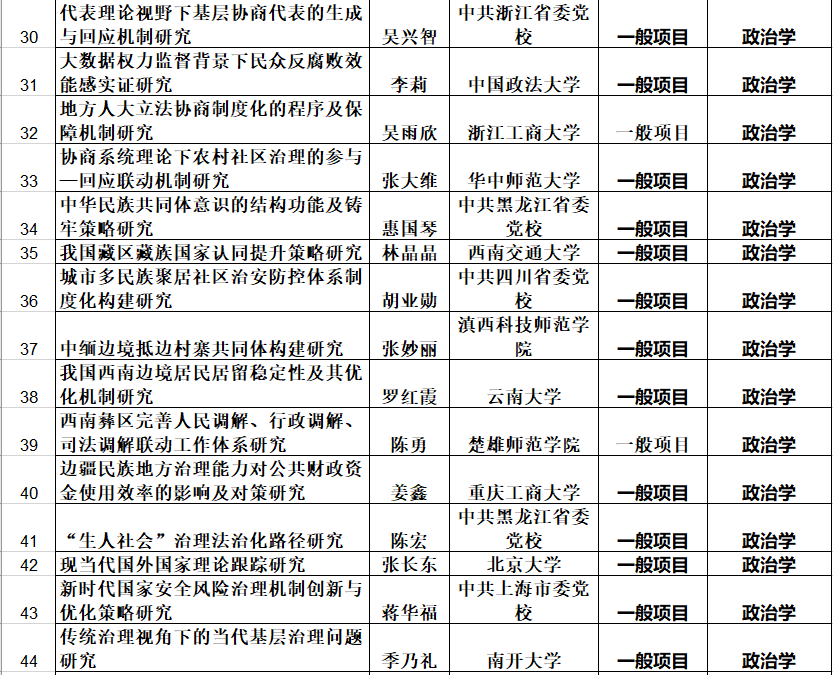 代表理论视野下基层协商代表的生成
中共浙江省委党
30 与回应机制研究 吴兴智 校 一般项目 政治学
大数据权力监督背景下民众反腐败效
31 能感实证研究 李莉 中国政法大学 一般项目 政治学
地方人大立法协商制度化的程序及保
32 障机制研究 吴雨欣 浙江工商大学 一般项目 政治学
协商系统理论下农村社区治理的参与
33 —回应联动机制研究 张大维 华中师范大学 一般项目 政治学
中华民族共同体意识的结构功能及铸 中共黑龙江省委
34 牢策略研究 惠国琴 党校 一般项目 政治学
35 我国藏区藏族国家认同提升策略研究 林晶晶 西南交通大学 一般项目 政治学
城市多民族聚居社区治安防控体系制 中共四川省委党
36 度化构建研究 胡业勋 校 一般项目 政治学
滇西科技师范学
37 中缅边境抵边村寨共同体构建研究 张妙丽 院 一般项目 政治学
我国西南边境居民居留稳定性及其优
38 化机制研究 罗红霞 云南大学 一般项目 政治学
西南彝区完善人民调解、行政调解、
39 司法调解联动工作体系研究 陈勇 楚雄师范学院 一般项目 政治学
边疆民族地方治理能力对公共财政资
40 金使用效率的影响及对策研究 姜鑫 重庆工商大学 一般项目 政治学
中共黑龙江省委
41 “生人社会”治理法治化路径研究 陈宏 党校 一般项目 政治学
42 现当代国外国家理论跟踪研究 张长东 北京大学 一般项目 政治学
新时代国家安全风险治理机制创新与 中共上海市委党
43 优化策略研究 蒋华福 校 一般项目 政治学
传统治理视角下的当代基层治理问题
44 研究 季乃礼 南开大学 一般项目 政治学